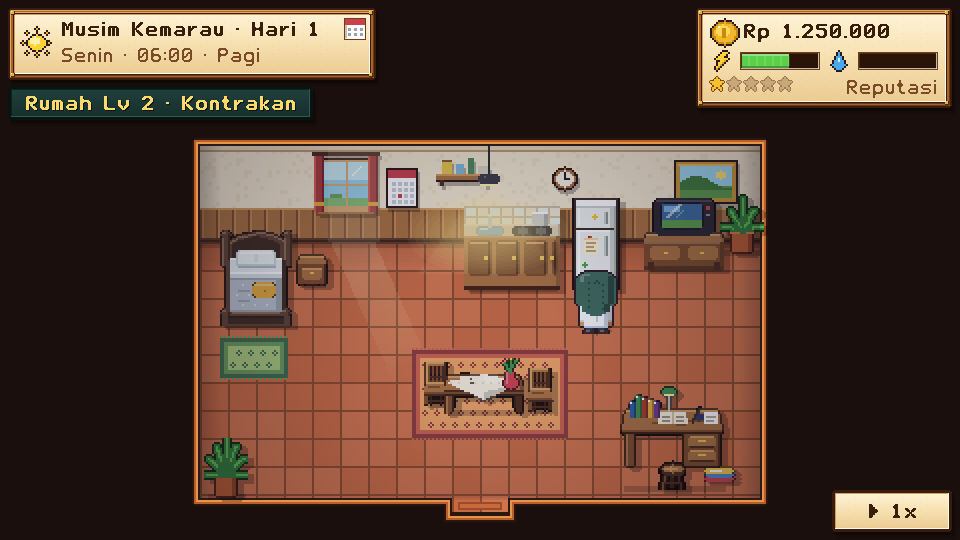 Musim Kemarau · Hari 1
Senin · 06:00 · Pagi
Rp 1.250.000
Reputasi
Rumah Lv 2 · Kontrakan
1x